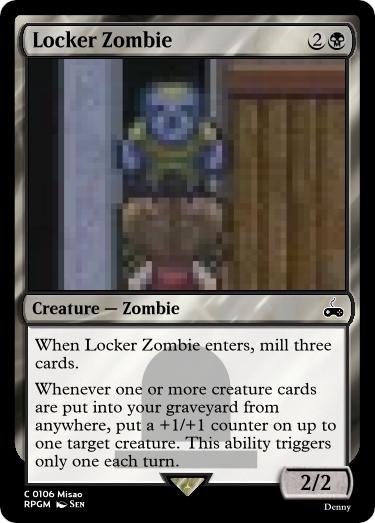 Locker Zombie 2
Creature — Zombie
When Locker Zombie enters, mill three
cards.
Whenever one or more creature cards
are put into your graveyard from
anywhere, put a +1/+1 counter on up to
one target creature. This ability triggers
only one each turn.
2/2
C 0106 Misao
RPGM SEN
Denny